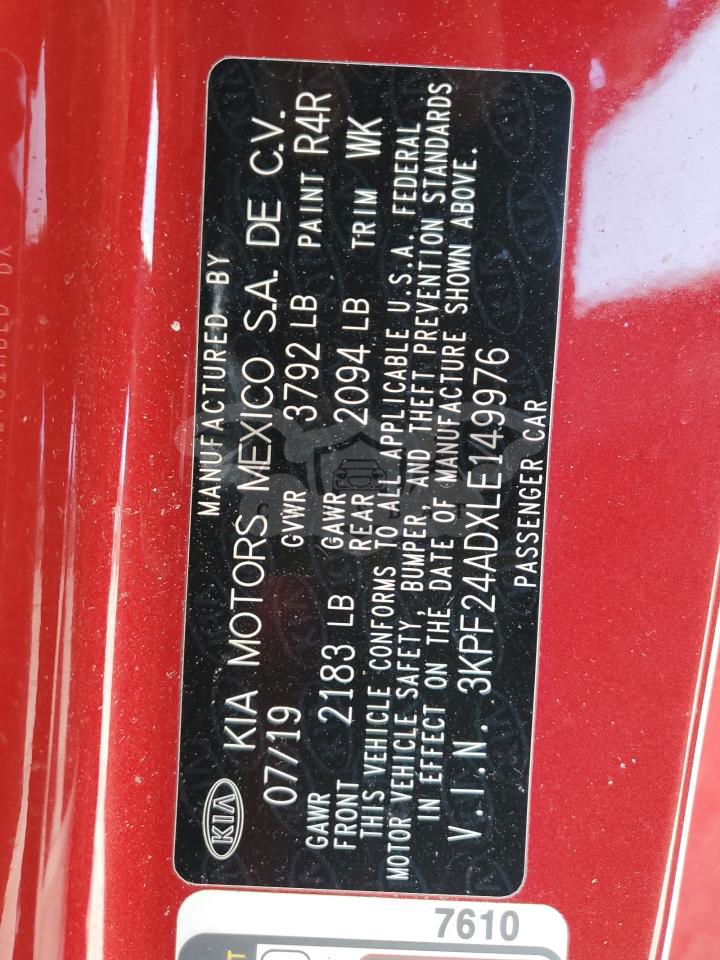 MANUFACTURED BY
KIA KIA MOTORS MEXICO S.A. DE C.V.
07/19 GVWR 3792 LB PAINT R4R
GAWR FRONT 2183 LB GAWR REAR 2094 LB TRIM WK
THIS VEHICLE CONFORMS TO ALL APPLICABLE U.S.A. FEDERAL
MOTOR VEHICLE SAFETY, BUMPER, AND THEFT PREVENTION STANDARDS
IN EFFECT ON THE DATE OF MANUFACTURE SHOWN ABOVE.
V.I.N. 3KPF24ADXLE149976
PASSENGER CAR
7610